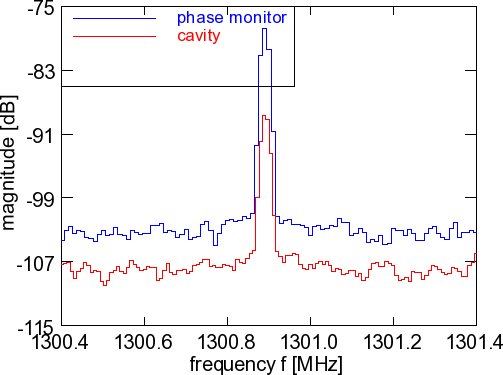 -75
phase monitor
cavity
-83
-91
-99
-107
-115
magnitude [dB]
1300.4 1300.6 1300.8 1301.0 1301.2 1301.4
frequency f [MHz]